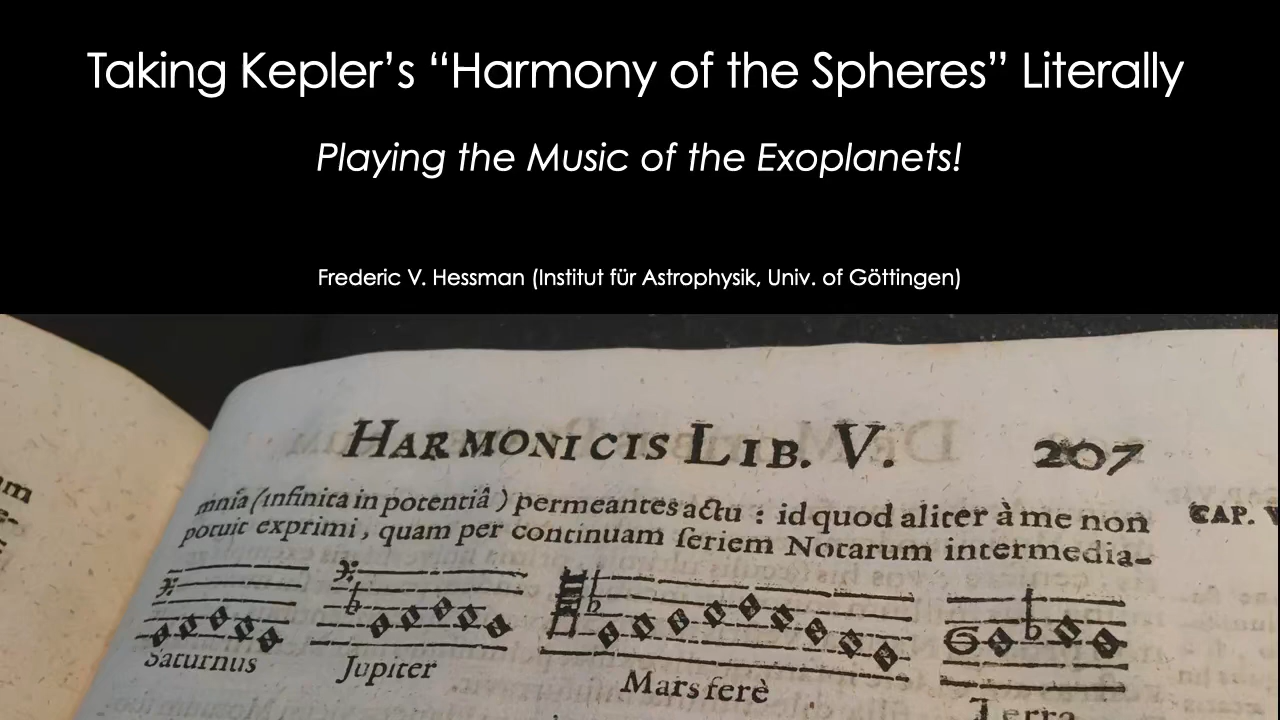 Taking Kepler’s “Harmony of the Spheres” Literally
Playing the Music of the Exoplanets!
Frederic V. Hessman (Institut für Astrophysik, Univ. of Göttingen)
HARMONICIS LIB. V. 207
mnia (infinita in potentiâ) permeantes actu : id quod aliter à me non
potuit exprimi, quam per continuam ſeriem Notarum intermedia-
CAP. V
Saturnus Jupiter Mars ferè Terra